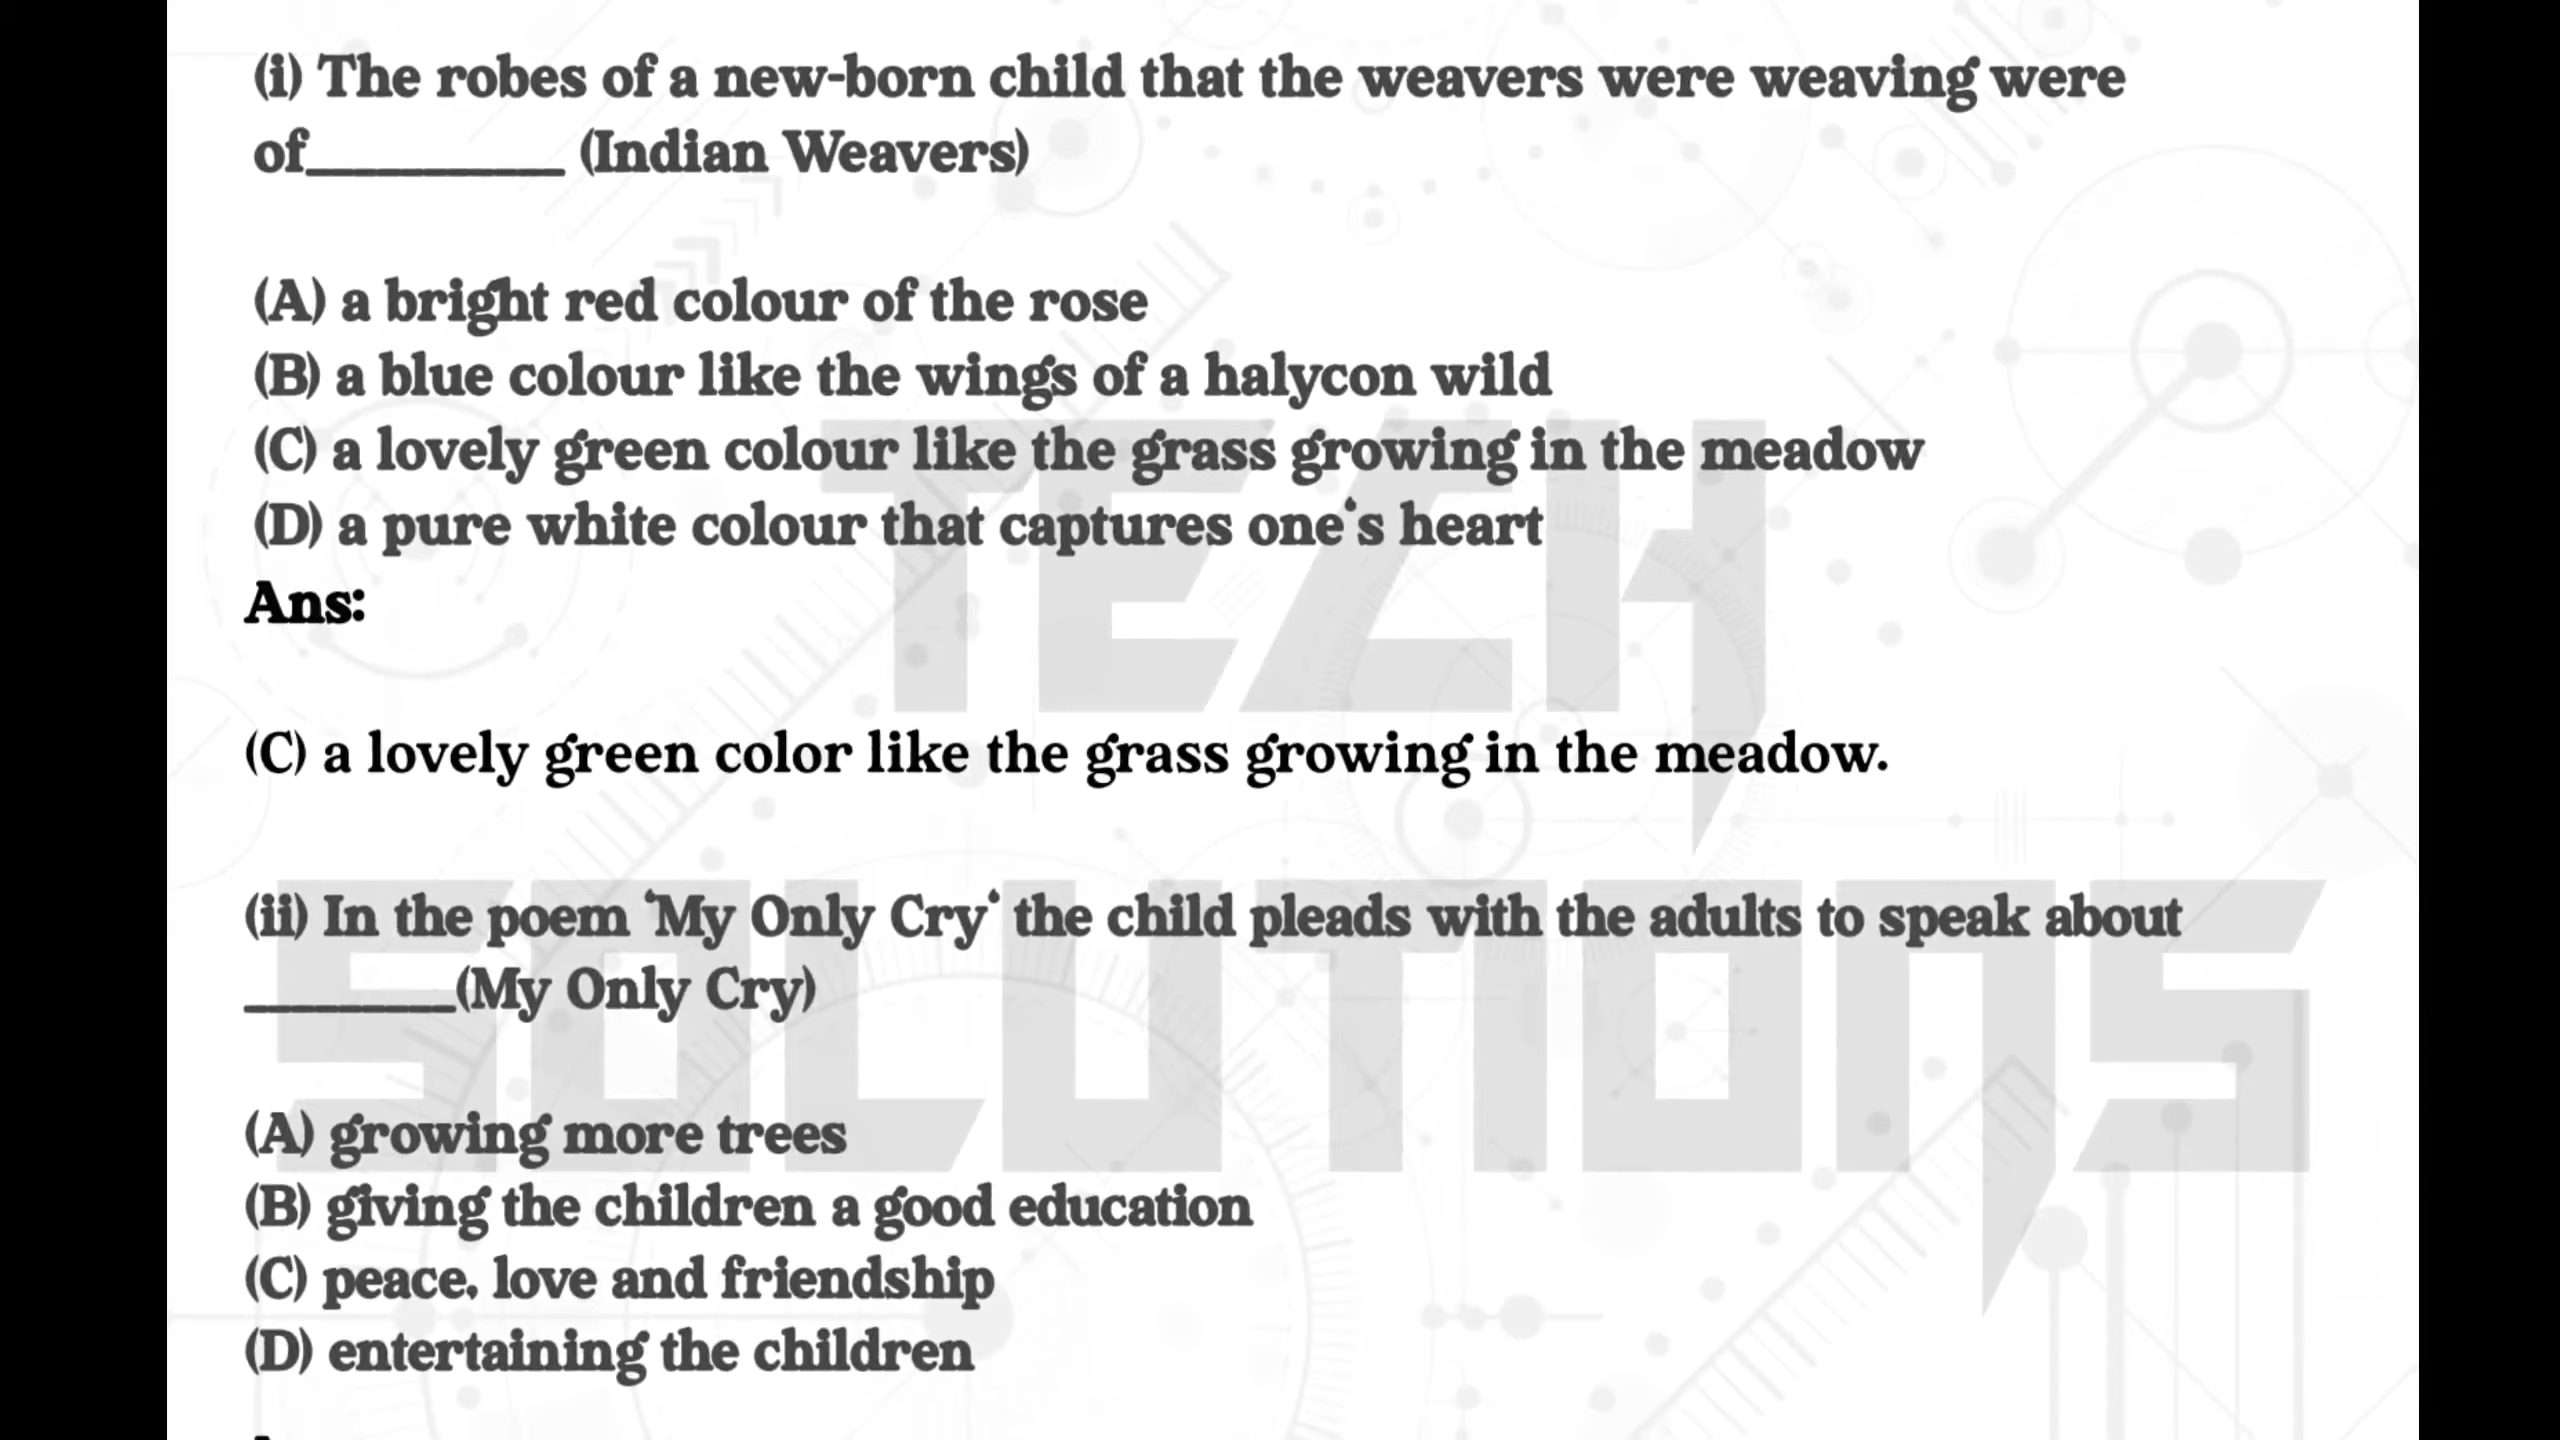 (i) The robes of a new-born child that the weavers were weaving were
of__________ (Indian Weavers)
(A) a bright red colour of the rose
(B) a blue colour like the wings of a halycon wild
(C) a lovely green colour like the grass growing in the meadow
(D) a pure white colour that captures one‘s heart
Ans:
(C) a lovely green color like the grass growing in the meadow.
(ii) In the poem ‘My Only Cry‘ the child pleads with the adults to speak about
________(My Only Cry)
(A) growing more trees
(B) giving the children a good education
(C) peace, love and friendship
(D) entertaining the children
TECH
SOLUTIONS